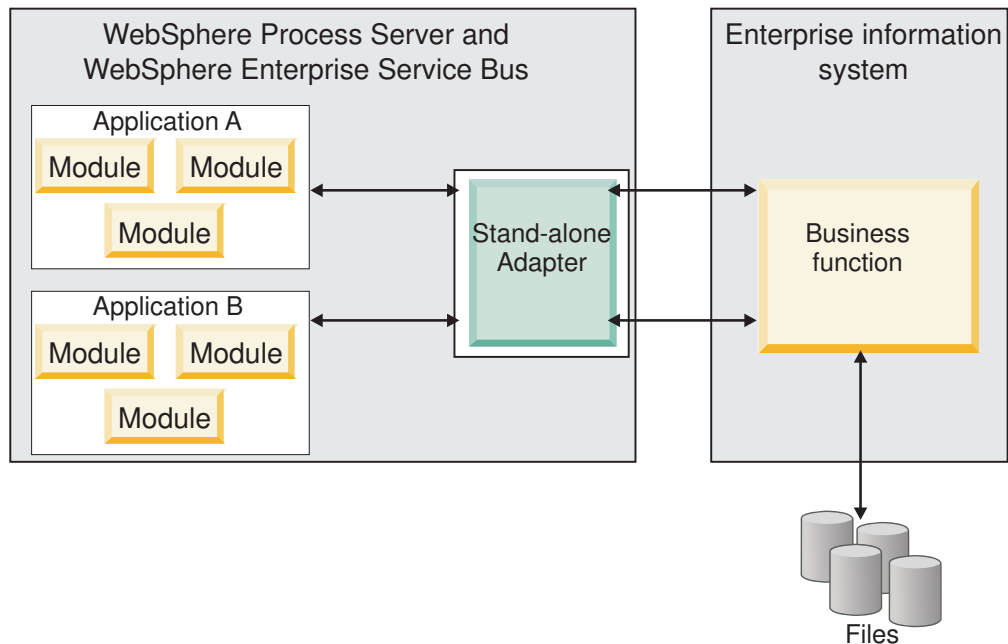 WebSphere Process Server and
WebSphere Enterprise Service Bus
Application A
Module
Module
Module
Application B
Module
Module
Module
Stand-alone
Adapter
Enterprise information
system
Business
function
Files